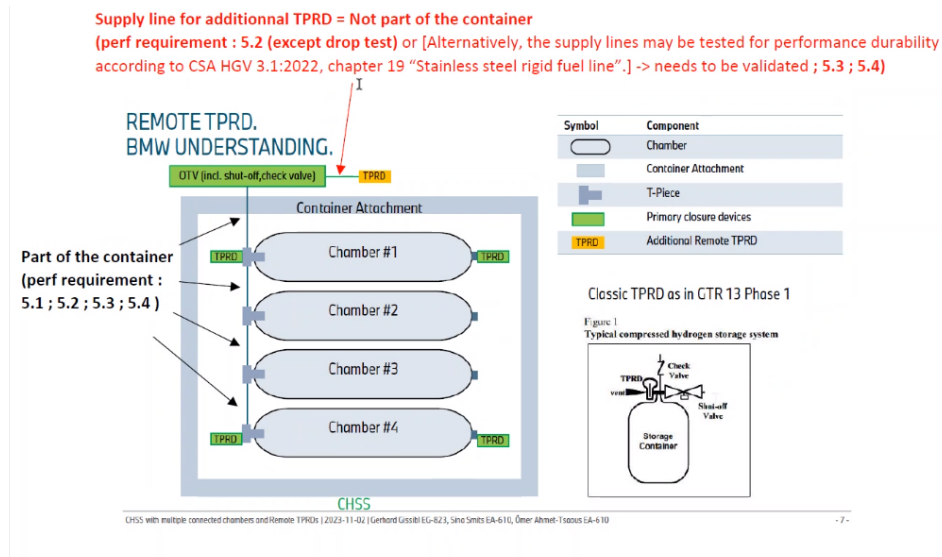 Supply line for additionnal TPRD = Not part of the container
(perf requirement : 5.2 (except drop test) or [Alternatively, the supply lines may be tested for performance durability
according to CSA HGV 3.1:2022, chapter 19 “Stainless steel rigid fuel line”.] -> needs to be validated ; 5.3 ; 5.4)
REMOTE TPRD.
BMW UNDERSTANDING.
OTV (incl. shut-off,check valve)
TPRD
Container Attachment
Part of the container
(perf requirement :
5.1 ; 5.2 ; 5.3 ; 5.4 )
TPRD
Chamber #1
TPRD
Chamber #2
Chamber #3
Chamber #4
TPRD
TPRD
CHSS
Symbol
Component
Chamber
Container Attachment
T-Piece
Primary closure devices
TPRD
Additional Remote TPRD
Classic TPRD as in GTR 13 Phase 1
Figure 1
Typical compressed hydrogen storage system
Check
Valve
TPRD
vent
Shut-off
Valve
Storage
Container
CHSS with multiple connected chambers and Remote TPRDs | 2023-11-02 | Gerhard Gissibl EG-823, Sino Smits EA-610, Ömer Ahmet-Tsaous EA-610
- 7 -